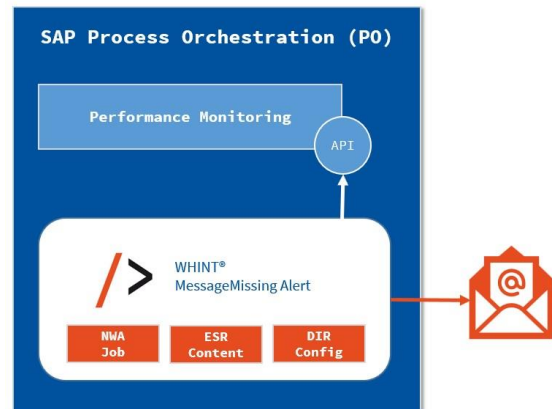 SAP Process Orchestration (PO)
Performance Monitoring
API
/>
WHINT®
MessageMissing Alert
NWA
Job
ESR
Content
DIR
Config
@